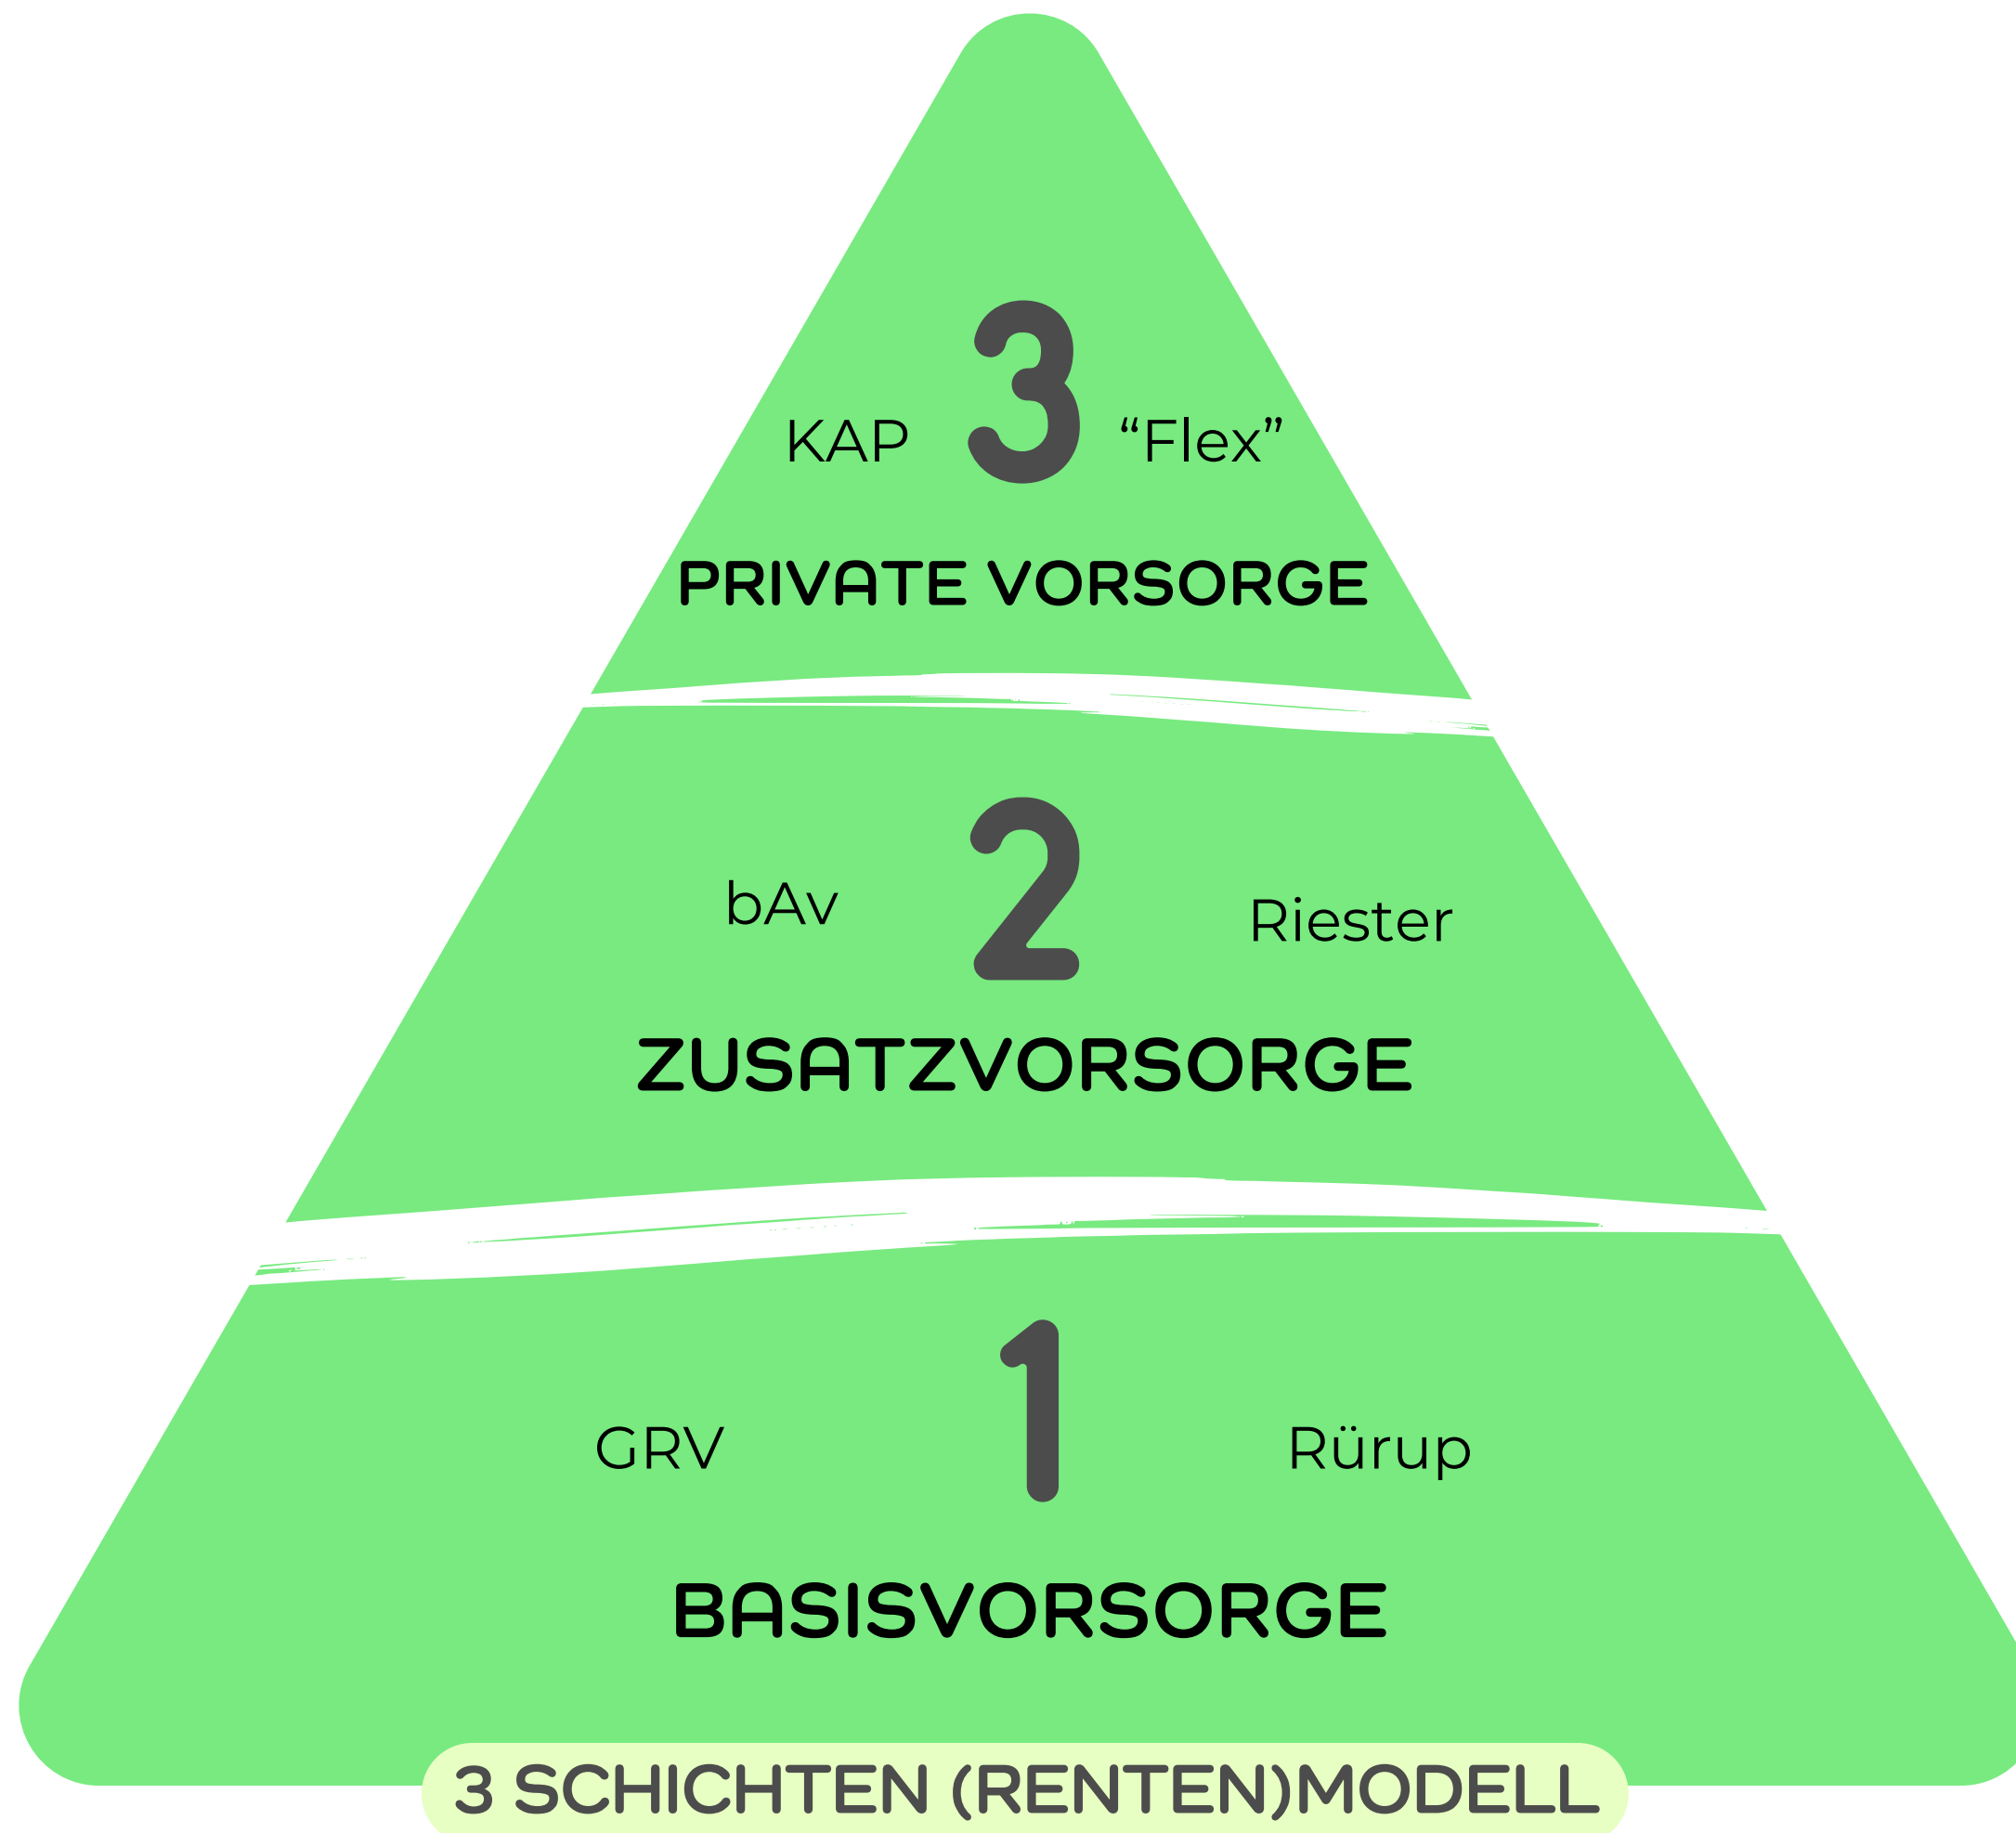 3
KAP
“Flex”
PRIVATE VORSORGE
2
bAv
Riester
ZUSATZVORSORGE
1
GRV
Rürup
BASISVORSORGE
3 SCHICHTEN (RENTEN)MODELL